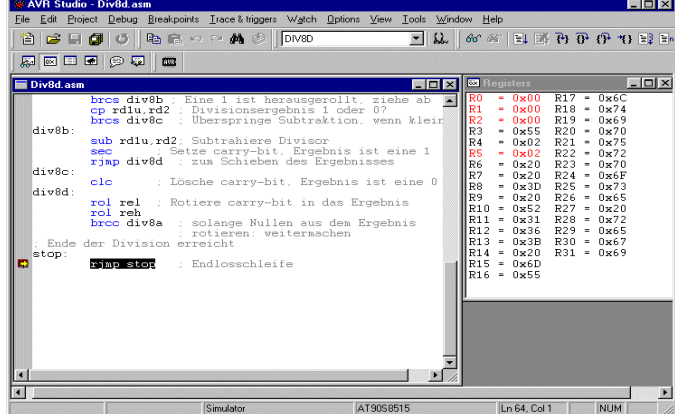 AVR Studio - Div8d.asm
File Edit Project Debug Breakpoints Trace & triggers Watch Options View Tools Window Help
DIV8D
Div8d.asm
brcs div8b ; Eine 1 ist herausgerollt, ziehe ab
cp rd1u,rd2 ; Divisionsergebnis 1 oder 0?
brcs div8c ; Überspringe Subtraktion, wenn klein
div8b:
sub rd1u,rd2; Subtrahiere Divisor
sec ; Setze carry-bit, Ergebnis ist eine 1
rjmp div8d ; zum Schieben des Ergebnisses
div8c:
clc ; Lösche carry-bit, Ergebnis ist eine 0
div8d:
rol rel ; Rotiere carry-bit in das Ergebnis
rol reh
brcc div8a ; solange Nullen aus dem Ergebnis
; rotieren: weitermachen
; Ende der Division erreicht
stop:
rjmp stop ; Endlosschleife
Registers
R0 = 0x00 R17 = 0x6C
R1 = 0x00 R18 = 0x74
R2 = 0x00 R19 = 0x69
R3 = 0x55 R20 = 0x70
R4 = 0x02 R21 = 0x75
R5 = 0x02 R22 = 0x72
R6 = 0x20 R23 = 0x70
R7 = 0x20 R24 = 0x6F
R8 = 0x3D R25 = 0x73
R9 = 0x20 R26 = 0x65
R10 = 0x52 R27 = 0x20
R11 = 0x31 R28 = 0x72
R12 = 0x36 R29 = 0x65
R13 = 0x3B R30 = 0x67
R14 = 0x20 R31 = 0x69
R15 = 0x6D
R16 = 0x55
Simulator AT90S8515 Ln 64, Col 1 NUM